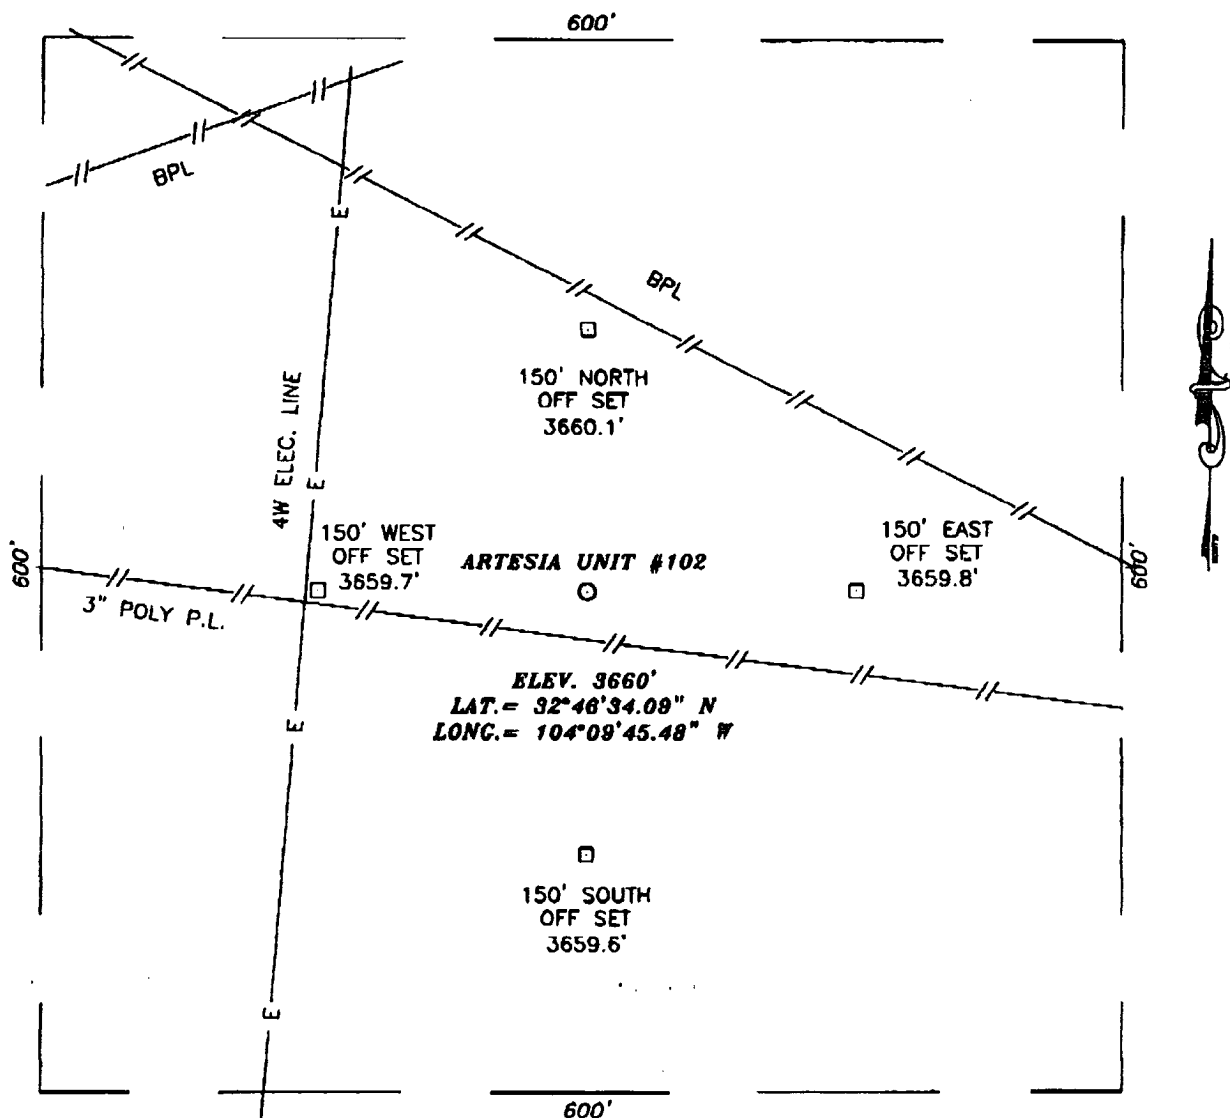 600'
BPL
E
BPL
150' NORTH
OFF SET
3660.1'
4W ELEC. LINE
E
150' WEST
OFF SET
3659.7'
ARTESIA UNIT #102
150' EAST
OFF SET
3659.8'
600'
600'
3" POLY P.L.
ELEV. 3660'
LAT.= 32°46'34.09" N
LONG.= 104°09'45.48" W
E
150' SOUTH
OFF SET
3659.6'
E
600'